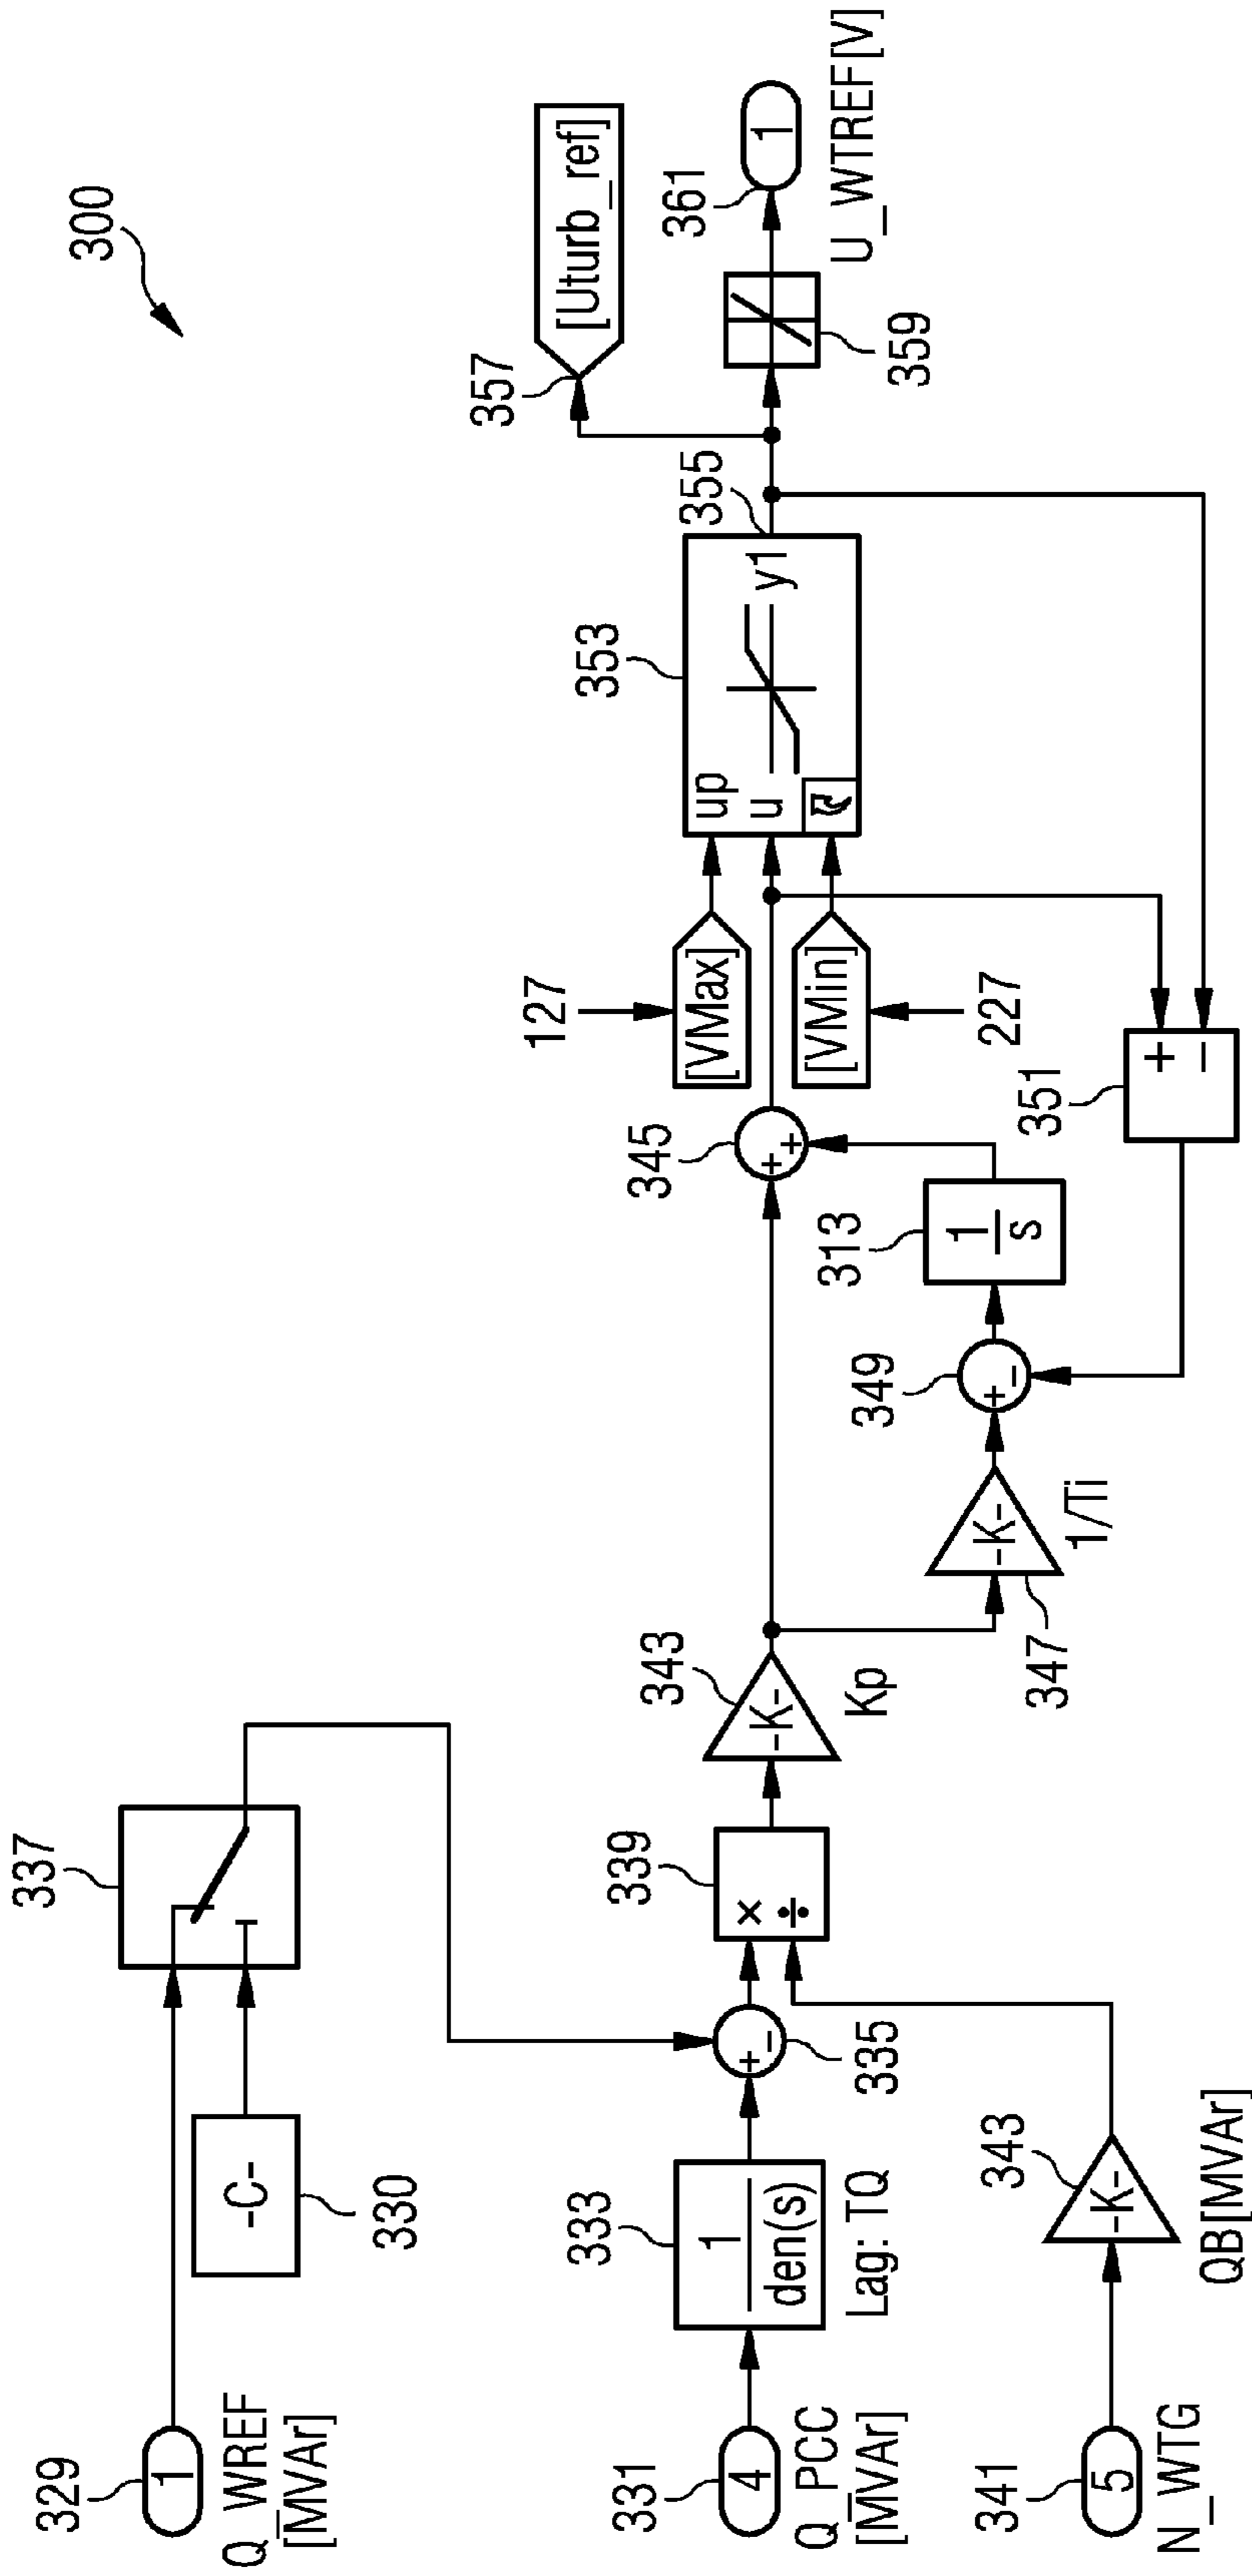 300
329
1
Q_WREF
[MVAr]
-C-
330
337
331
4
Q_PCC
[MVAr]
333
1
den(s)
Lag: TQ
+
-
335
341
5
N_WTG
343
-K-
QB[MVAr]
339
×
÷
343
-K-
Kp
347
-K-
1/Ti
349
+
-
313
1
s
345
+
+
351
+
-
127
[VMax]
[VMin]
227
353
up
u
y1
355
357
[Uturb_ref]
359
361
1
U_WTREF[V]